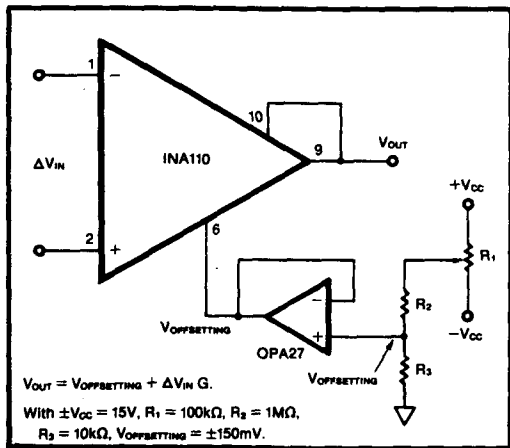 1
−
10
INA110
9
VOUT
ΔVIN
+VCC
6
2
+
R1
−
R2
VOFFSETTING
+
−VCC
OPA27
VOFFSETTING
R3
VOUT = VOFFSETTING + ΔVIN G.
With ±VCC = 15V, R1 = 100kΩ, R2 = 1MΩ,
R3 = 10kΩ, VOFFSETTING = ±150mV.